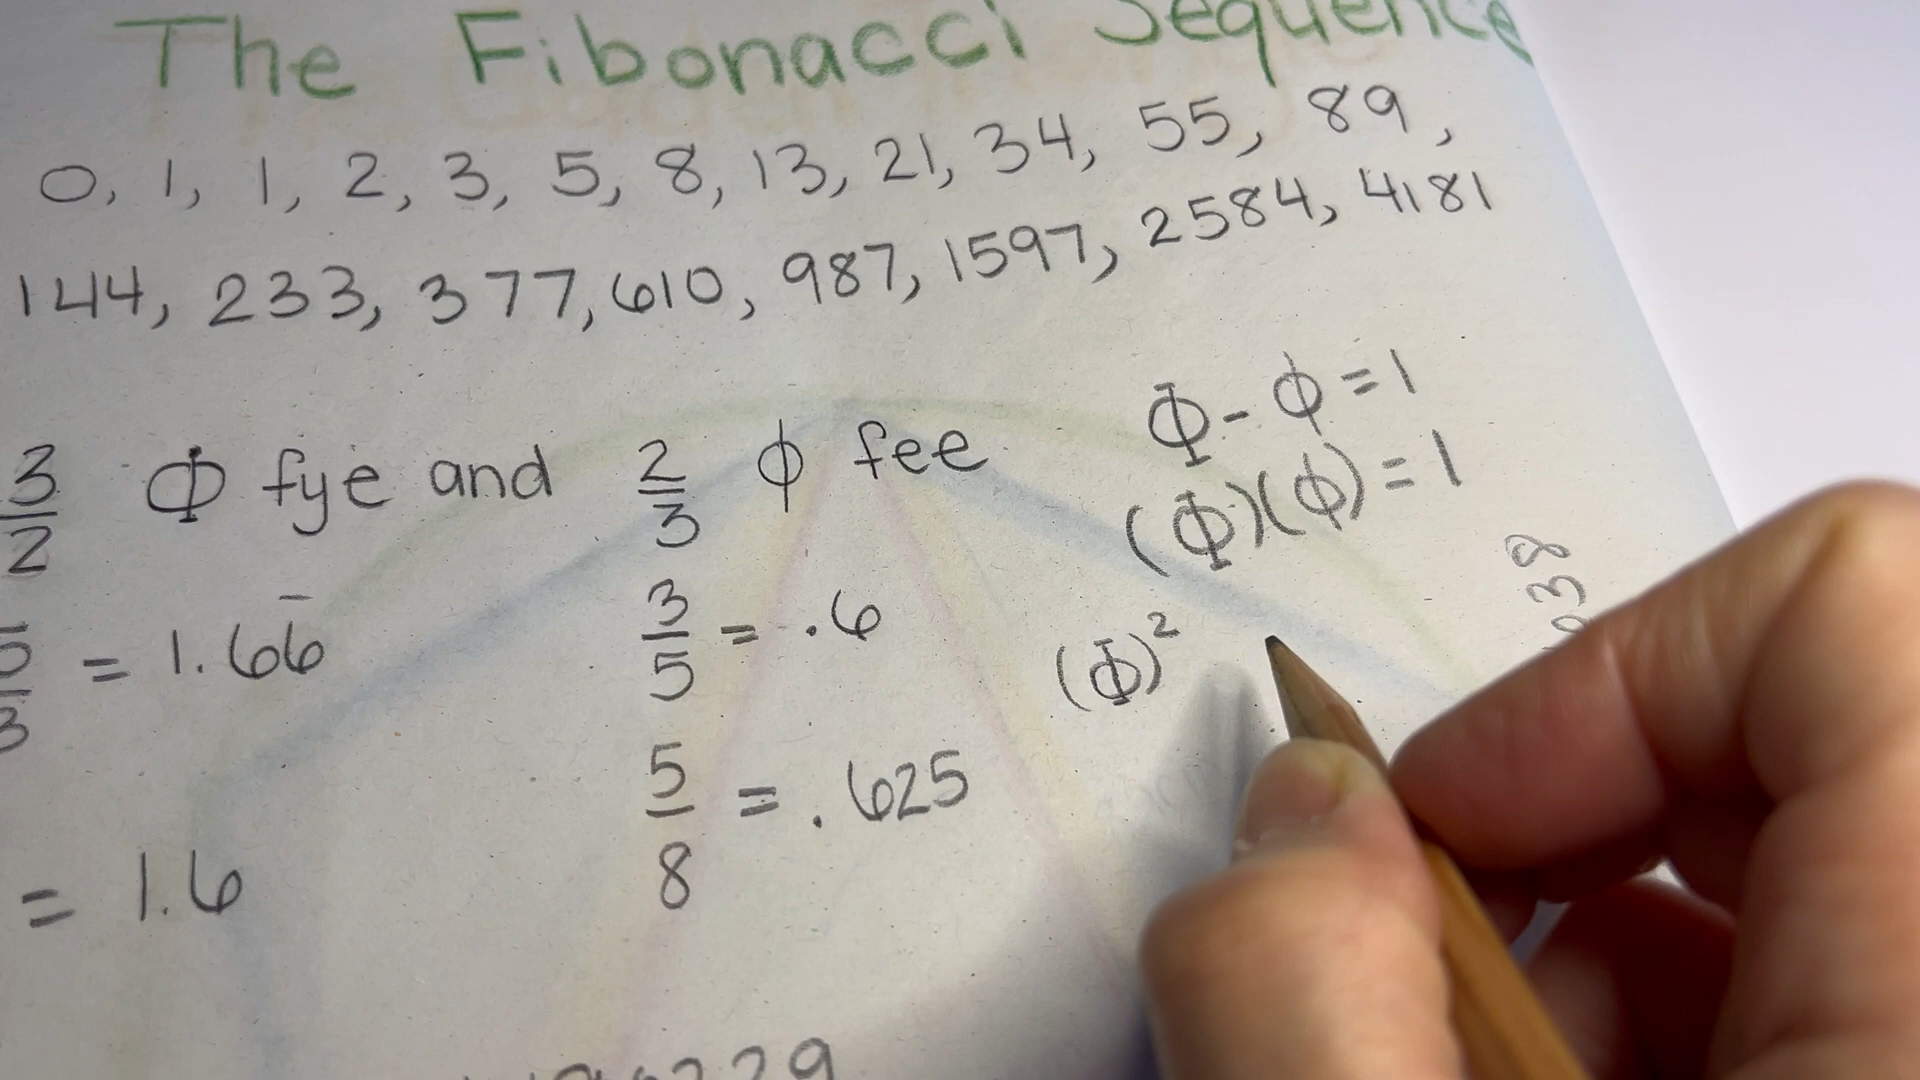 The Fibonacci Sequence
0, 1, 1, 2, 3, 5, 8, 13, 21, 34, 55, 89,
144, 233, 377, 610, 987, 1597, 2584, 4181
3/2 Φ fye and 2/3 ϕ fee
Φ - ϕ = 1
(Φ)(ϕ) = 1
= 1.66̅
3/5 = .6
(Φ)²
5/8 = .625
= 1.6